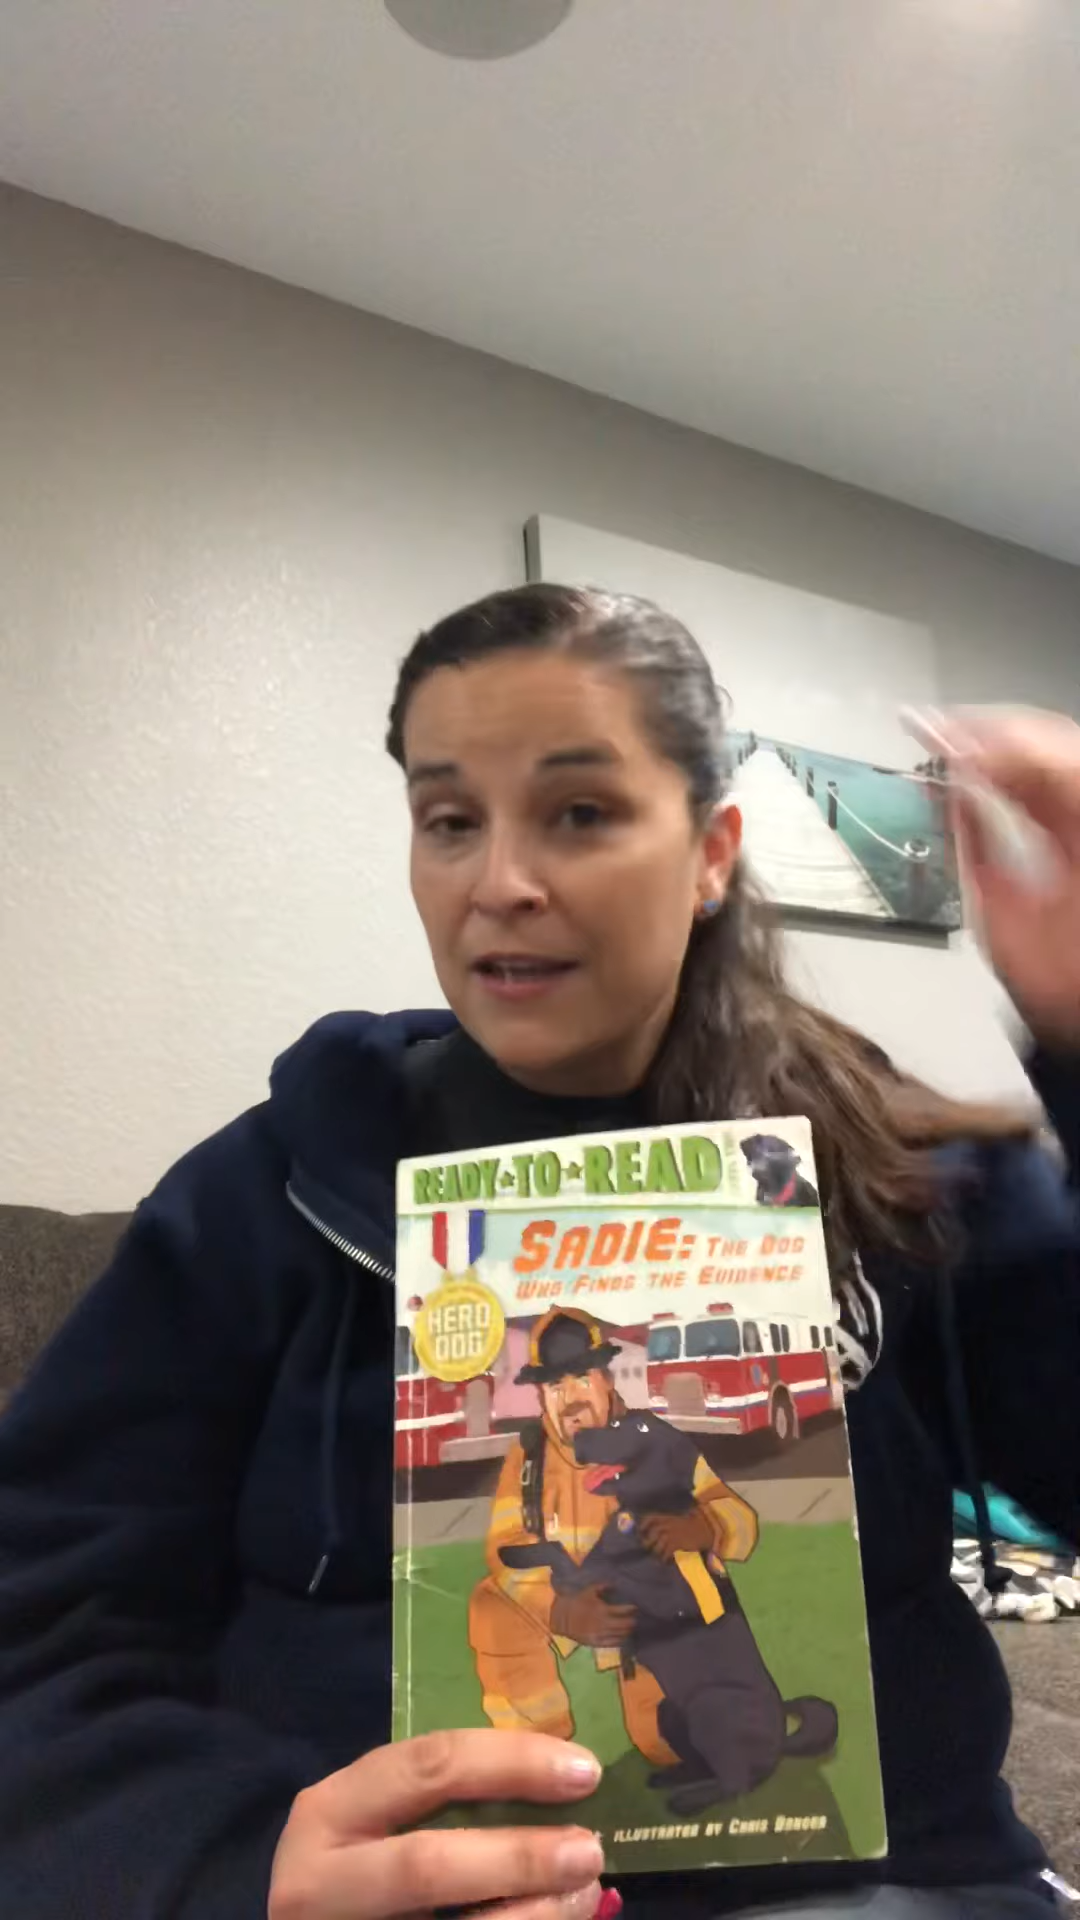 READY★TO★READ
SADIE: THE DOG
WHO FINDS THE EVIDENCE
HERO
DOG
ILLUSTRATED BY CHRIS DANGER